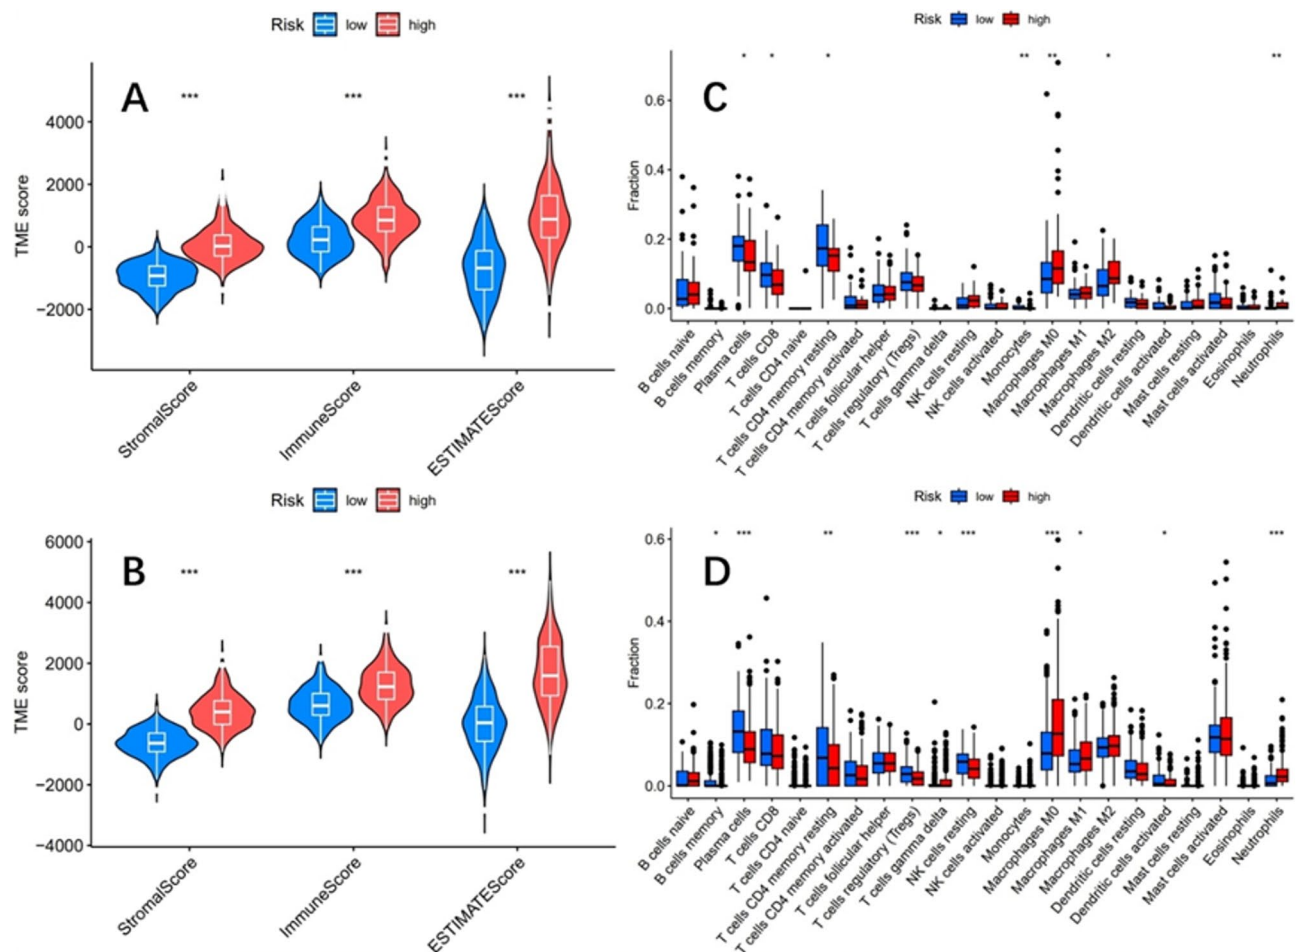 Risk low high
A
*** *** ***
TME score
4000
2000
0
−2000
StromalScore
ImmuneScore
ESTIMATEScore
Risk low high
C
* * * ** ** * **
Fraction
0.6
0.4
0.2
0.0
B cells naive
B cells memory
Plasma cells
T cells CD8
T cells CD4 naive
T cells CD4 memory resting
T cells CD4 memory activated
T cells follicular helper
T cells regulatory (Tregs)
T cells gamma delta
NK cells resting
NK cells activated
Monocytes
Macrophages M0
Macrophages M1
Macrophages M2
Dendritic cells resting
Dendritic cells activated
Mast cells resting
Mast cells activated
Eosinophils
Neutrophils
Risk low high
B
*** *** ***
TME score
6000
4000
2000
0
−2000
−4000
StromalScore
ImmuneScore
ESTIMATEScore
Risk low high
D
* *** ** *** * *** *** * * ***
Fraction
0.6
0.4
0.2
0.0
B cells naive
B cells memory
Plasma cells
T cells CD8
T cells CD4 naive
T cells CD4 memory resting
T cells CD4 memory activated
T cells follicular helper
T cells regulatory (Tregs)
T cells gamma delta
NK cells resting
NK cells activated
Monocytes
Macrophages M0
Macrophages M1
Macrophages M2
Dendritic cells resting
Dendritic cells activated
Mast cells resting
Mast cells activated
Eosinophils
Neutrophils